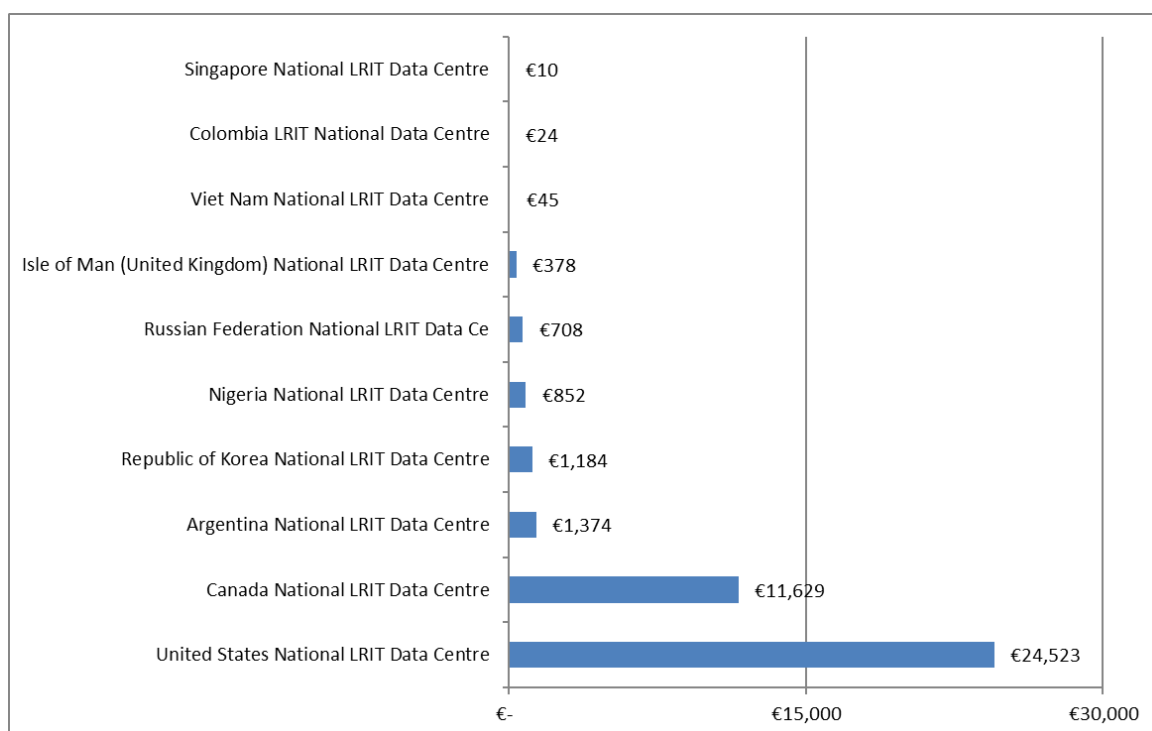 Singapore National LRIT Data Centre €10
Colombia LRIT National Data Centre €24
Viet Nam National LRIT Data Centre €45
Isle of Man (United Kingdom) National LRIT Data Centre €378
Russian Federation National LRIT Data Ce €708
Nigeria National LRIT Data Centre €852
Republic of Korea National LRIT Data Centre €1,184
Argentina National LRIT Data Centre €1,374
Canada National LRIT Data Centre €11,629
United States National LRIT Data Centre €24,523
€- €15,000 €30,000